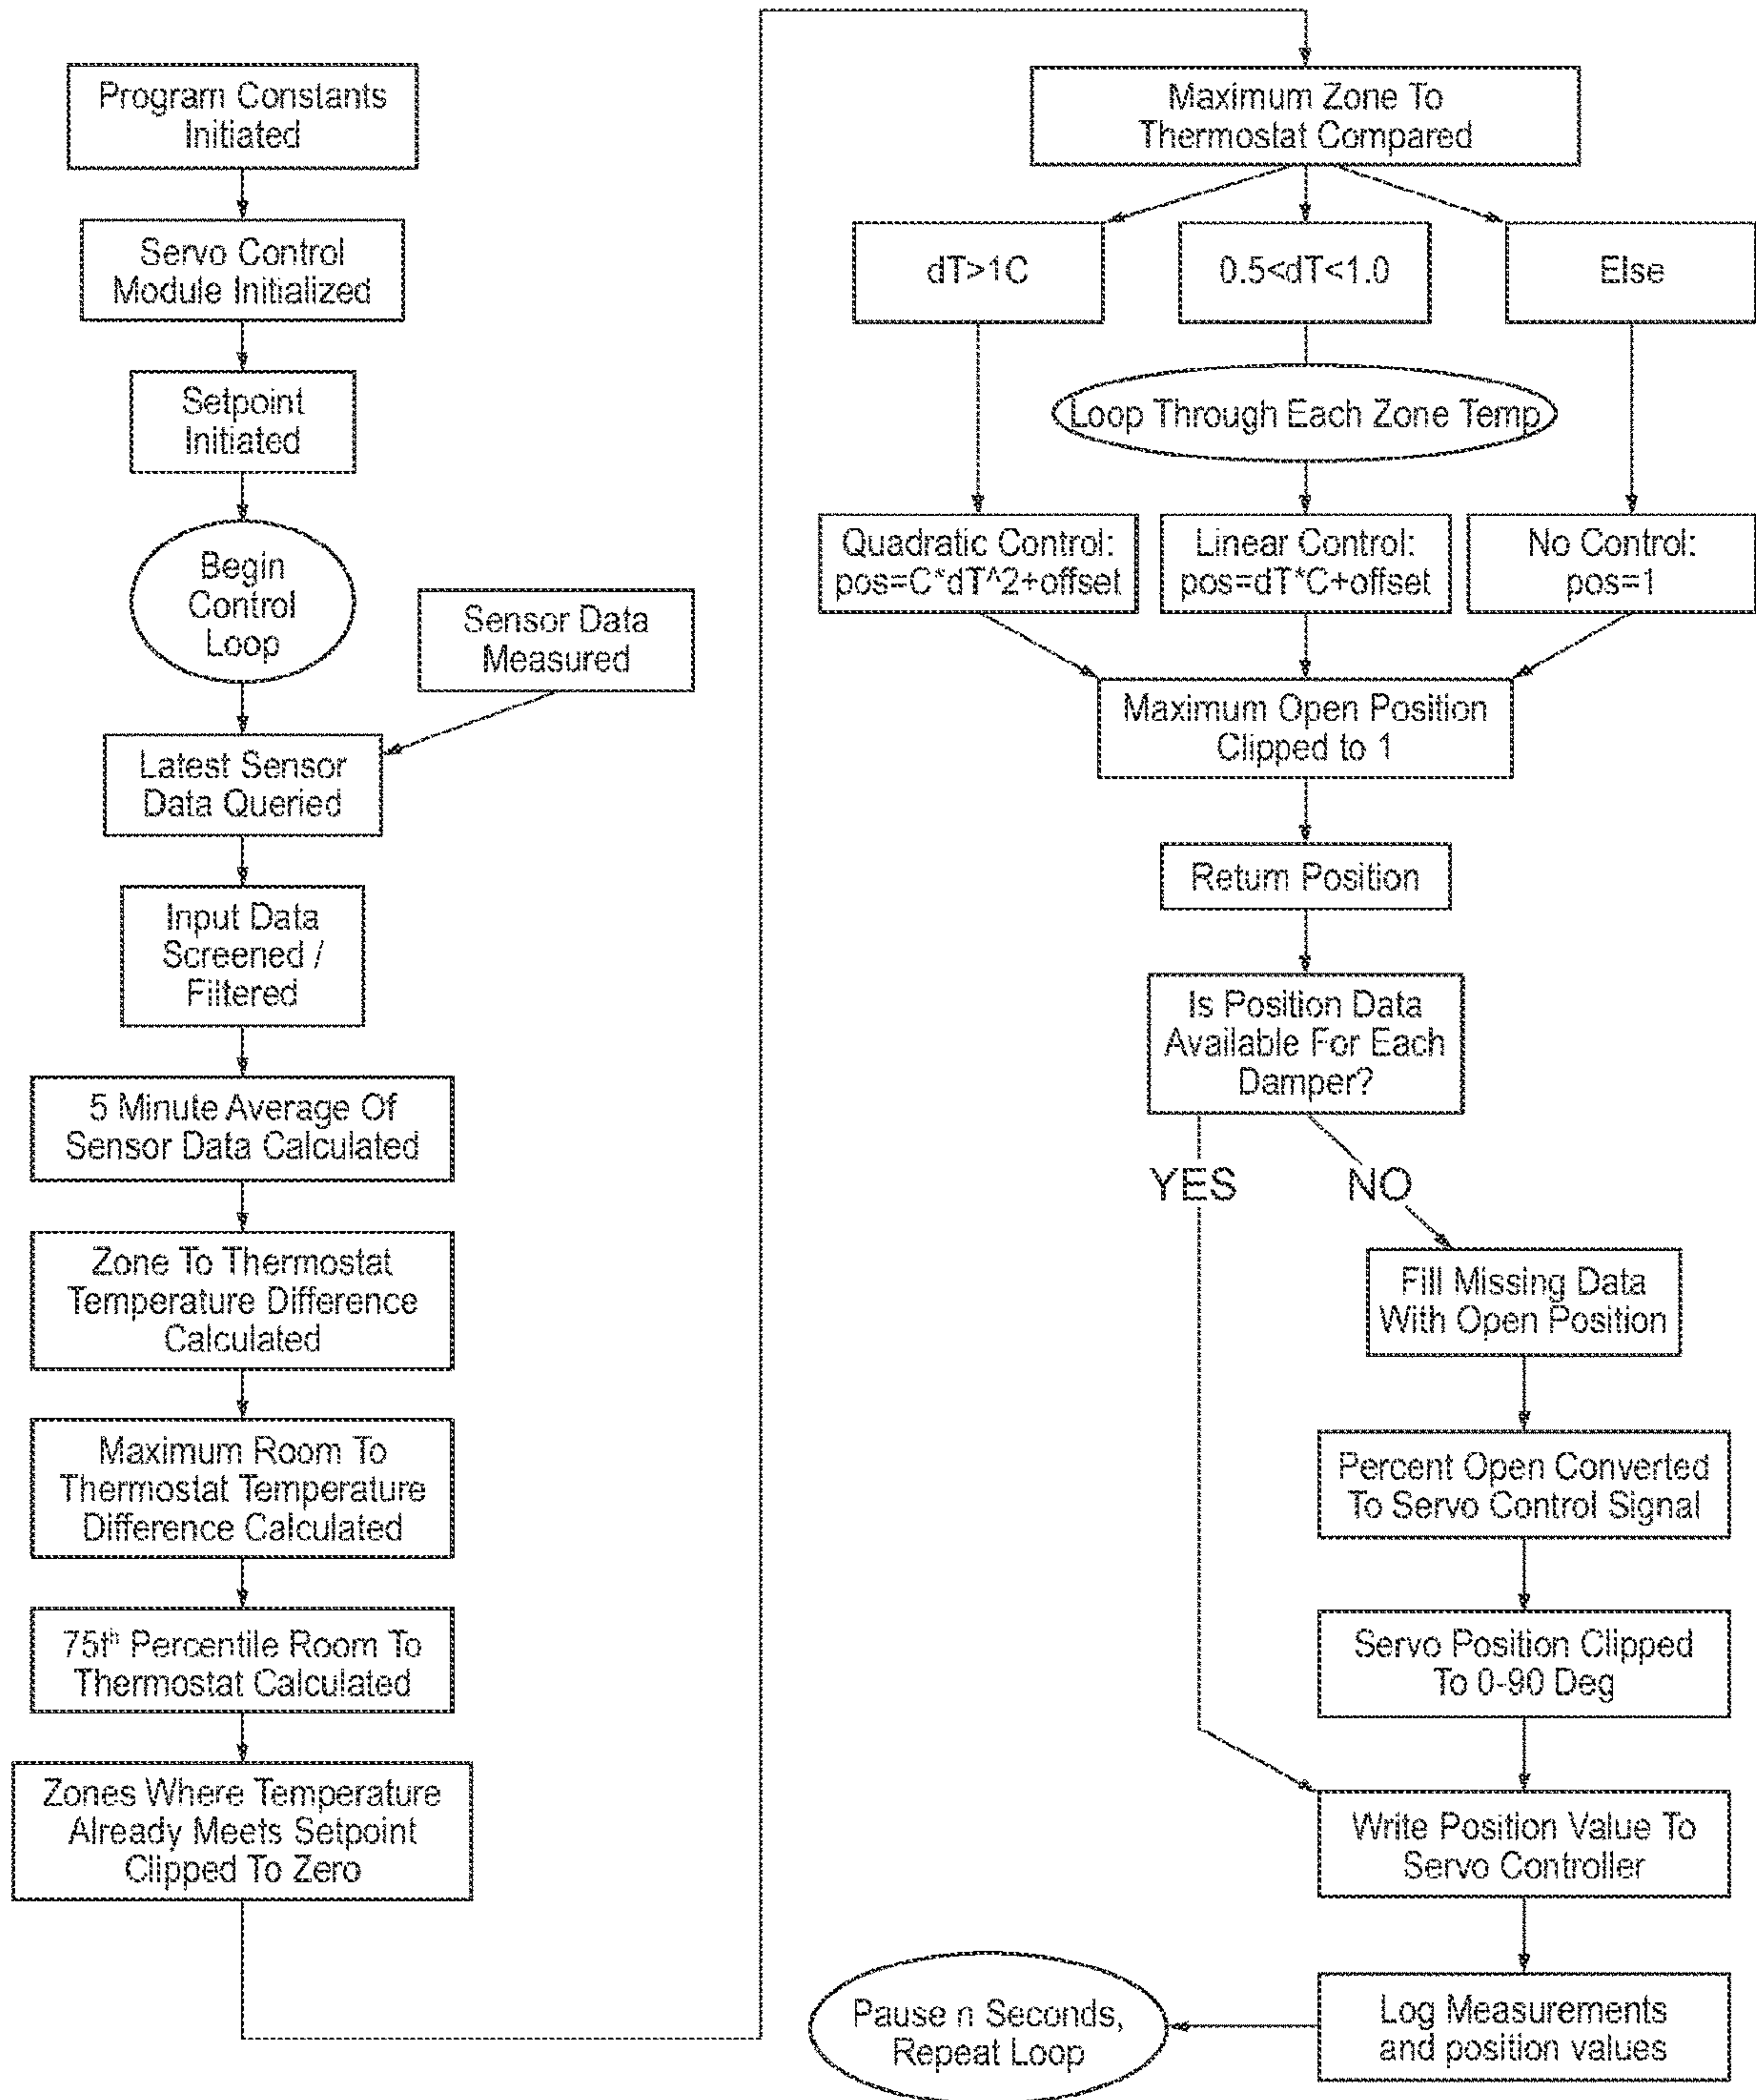 Program Constants
Initiated
Servo Control
Module Initialized
Setpoint
Initiated
Begin
Control
Loop
Sensor Data
Measured
Latest Sensor
Data Queried
Input Data
Screened /
Filtered
5 Minute Average Of
Sensor Data Calculated
Zone To Thermostat
Temperature Difference
Calculated
Maximum Room To
Thermostat Temperature
Difference Calculated
75tʰ Percentile Room To
Thermostat Calculated
Zones Where Temperature
Already Meets Setpoint
Clipped To Zero
Maximum Zone To
Thermostat Compared
dT>1C
0.5<dT<1.0
Else
Loop Through Each Zone Temp
Quadratic Control:
pos=C*dT^2+offset
Linear Control:
pos=dT*C+offset
No Control:
pos=1
Maximum Open Position
Clipped to 1
Return Position
Is Position Data
Available For Each
Damper?
YES
NO
Fill Missing Data
With Open Position
Percent Open Converted
To Servo Control Signal
Servo Position Clipped
To 0-90 Deg
Write Position Value To
Servo Controller
Log Measurements
and position values
Pause n Seconds,
Repeat Loop